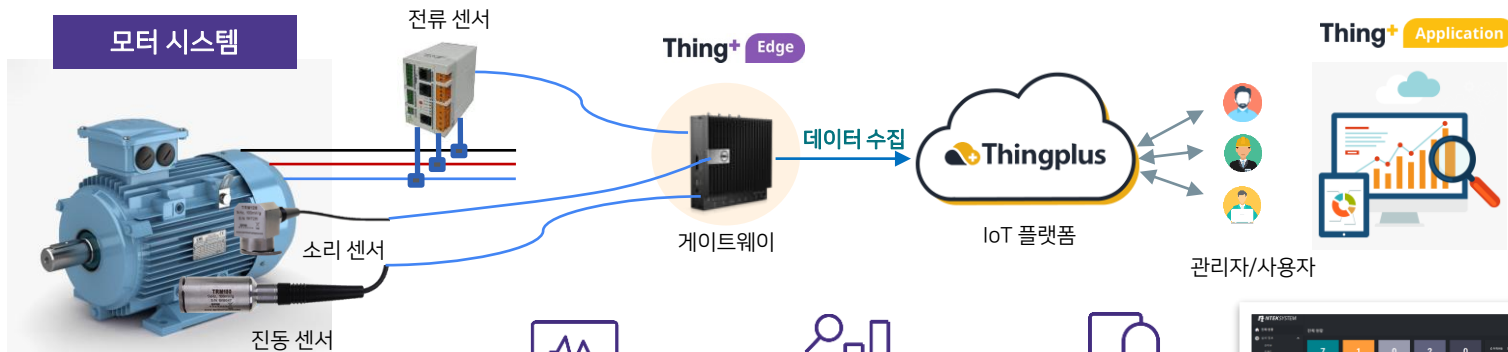 모터 시스템
전류 센서
Thing+ Edge
Thing+ Application
데이터 수집
Thingplus
소리 센서
게이트웨이
IoT 플랫폼
관리자/사용자
진동 센서
TRM100